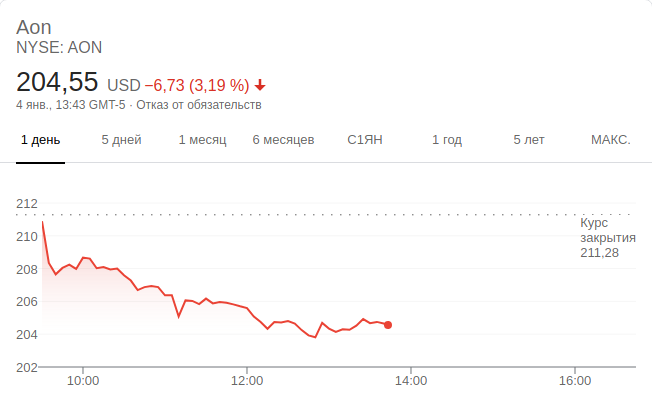 Aon
NYSE: AON
204,55 USD −6,73 (3,19 %)
4 янв., 13:43 GMT-5 · Отказ от обязательств
1 день 5 дней 1 месяц 6 месяцев С1ЯН 1 год 5 лет МАКС.
212
210
208
206
204
202
Курс
закрытия
211,28
10:00 12:00 14:00 16:00